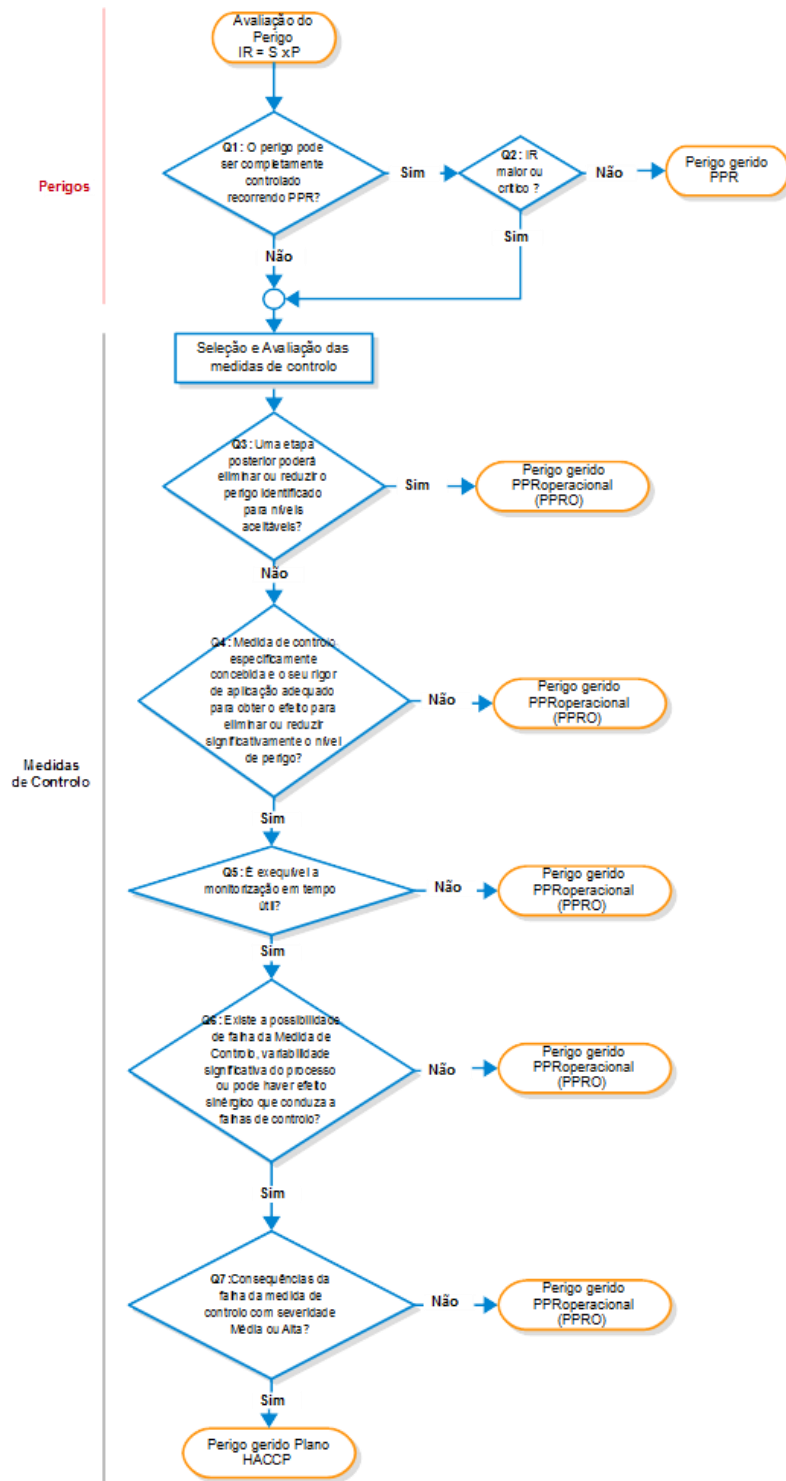 Avaliação do
Perigo
IR = S xP
Perigos
Q1: O perigo pode
ser completamente
controlado
recorrendo PPR?
Sim
Q2: IR
maior ou
crítico ?
Não
Perigo gerido
PPR
Sim
Não
Seleção e Avaliação das
medidas de controlo
Q3: Uma etapa
posterior poderá
eliminar ou reduzir o
perigo identificado
para níveis
aceitáveis?
Sim
Perigo gerido
PPRoperacional
(PPRO)
Não
Q4: Medida de controlo
especificamente
concebida e o seu rigor
de aplicação adequado
para obter o efeito para
eliminar ou reduzir
significativamente o nível
de perigo?
Não
Perigo gerido
PPRoperacional
(PPRO)
Medidas
de Controlo
Sim
Q5: É exequível a
monitorização em tempo
útil?
Não
Perigo gerido
PPRoperacional
(PPRO)
Sim
Q6: Existe a possibilidade
de falha da Medida de
Controlo, variabilidade
significativa do processo
ou pode haver efeito
sinérgico que conduza a
falhas de controlo?
Não
Perigo gerido
PPRoperacional
(PPRO)
Sim
Q7:Consequências da
falha da medida de
controlo com severidade
Média ou Alta?
Não
Perigo gerido
PPRoperacional
(PPRO)
Sim
Perigo gerido Plano
HACCP